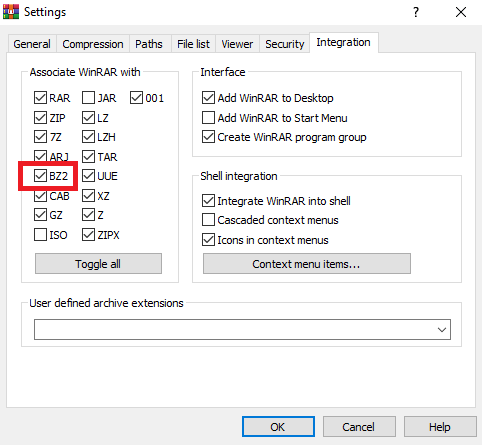 Settings
General Compression Paths File list Viewer Security Integration
Associate WinRAR with
RAR JAR 001
ZIP LZ
7Z LZH
ARJ TAR
BZ2 UUE
CAB XZ
GZ Z
ISO ZIPX
Toggle all
Interface
Add WinRAR to Desktop
Add WinRAR to Start Menu
Create WinRAR program group
Shell integration
Integrate WinRAR into shell
Cascaded context menus
Icons in context menus
Context menu items...
User defined archive extensions
OK Cancel Help